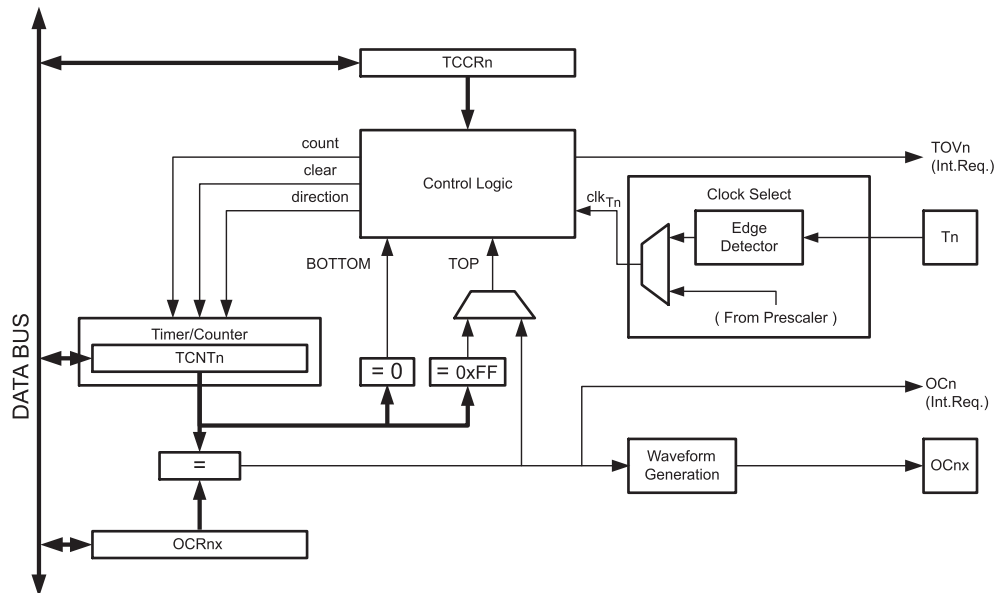 TCCRn
count
clear
direction
Control Logic
TOVn
(Int.Req.)
clkTn
Clock Select
Edge
Detector
Tn
( From Prescaler )
BOTTOM
TOP
DATA BUS
Timer/Counter
TCNTn
= 0
= 0xFF
OCn
(Int.Req.)
=
Waveform
Generation
OCnx
OCRnx